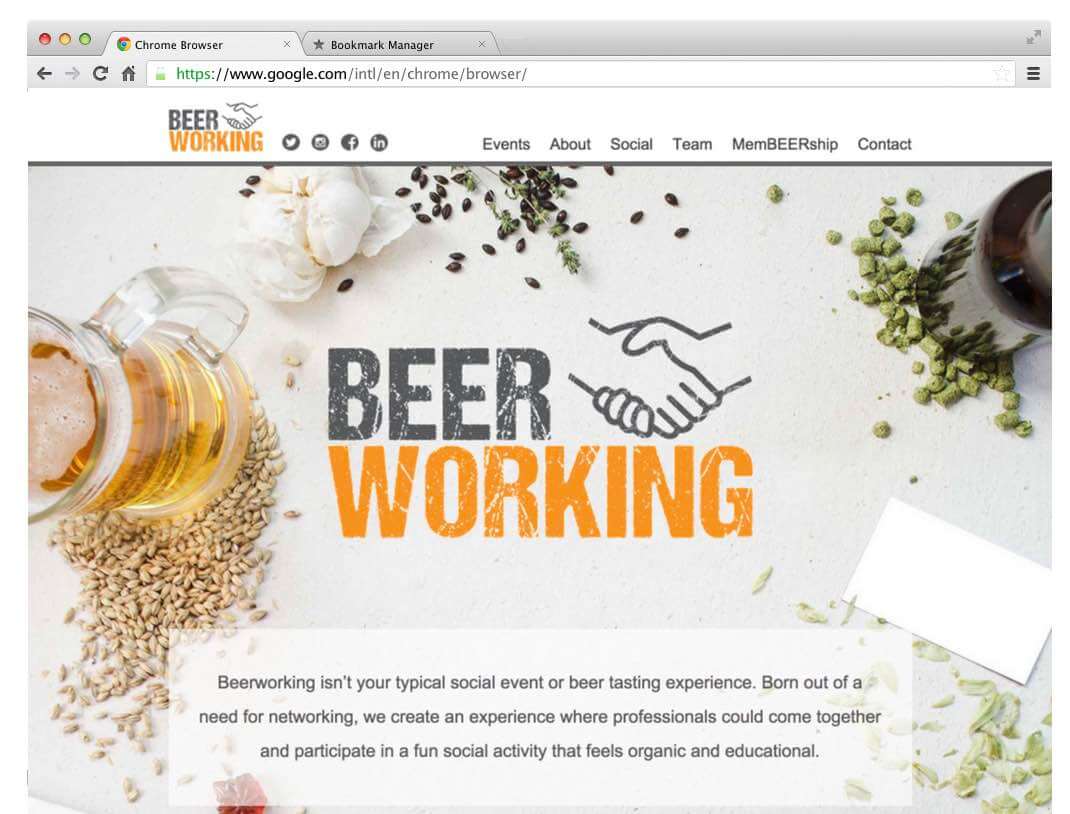 Chrome Browser
Bookmark Manager
https://www.google.com/intl/en/chrome/browser/
BEER
WORKING
Events About Social Team MemBEERship Contact
BEER
WORKING
Beerworking isn’t your typical social event or beer tasting experience. Born out of a
need for networking, we create an experience where professionals could come together
and participate in a fun social activity that feels organic and educational.